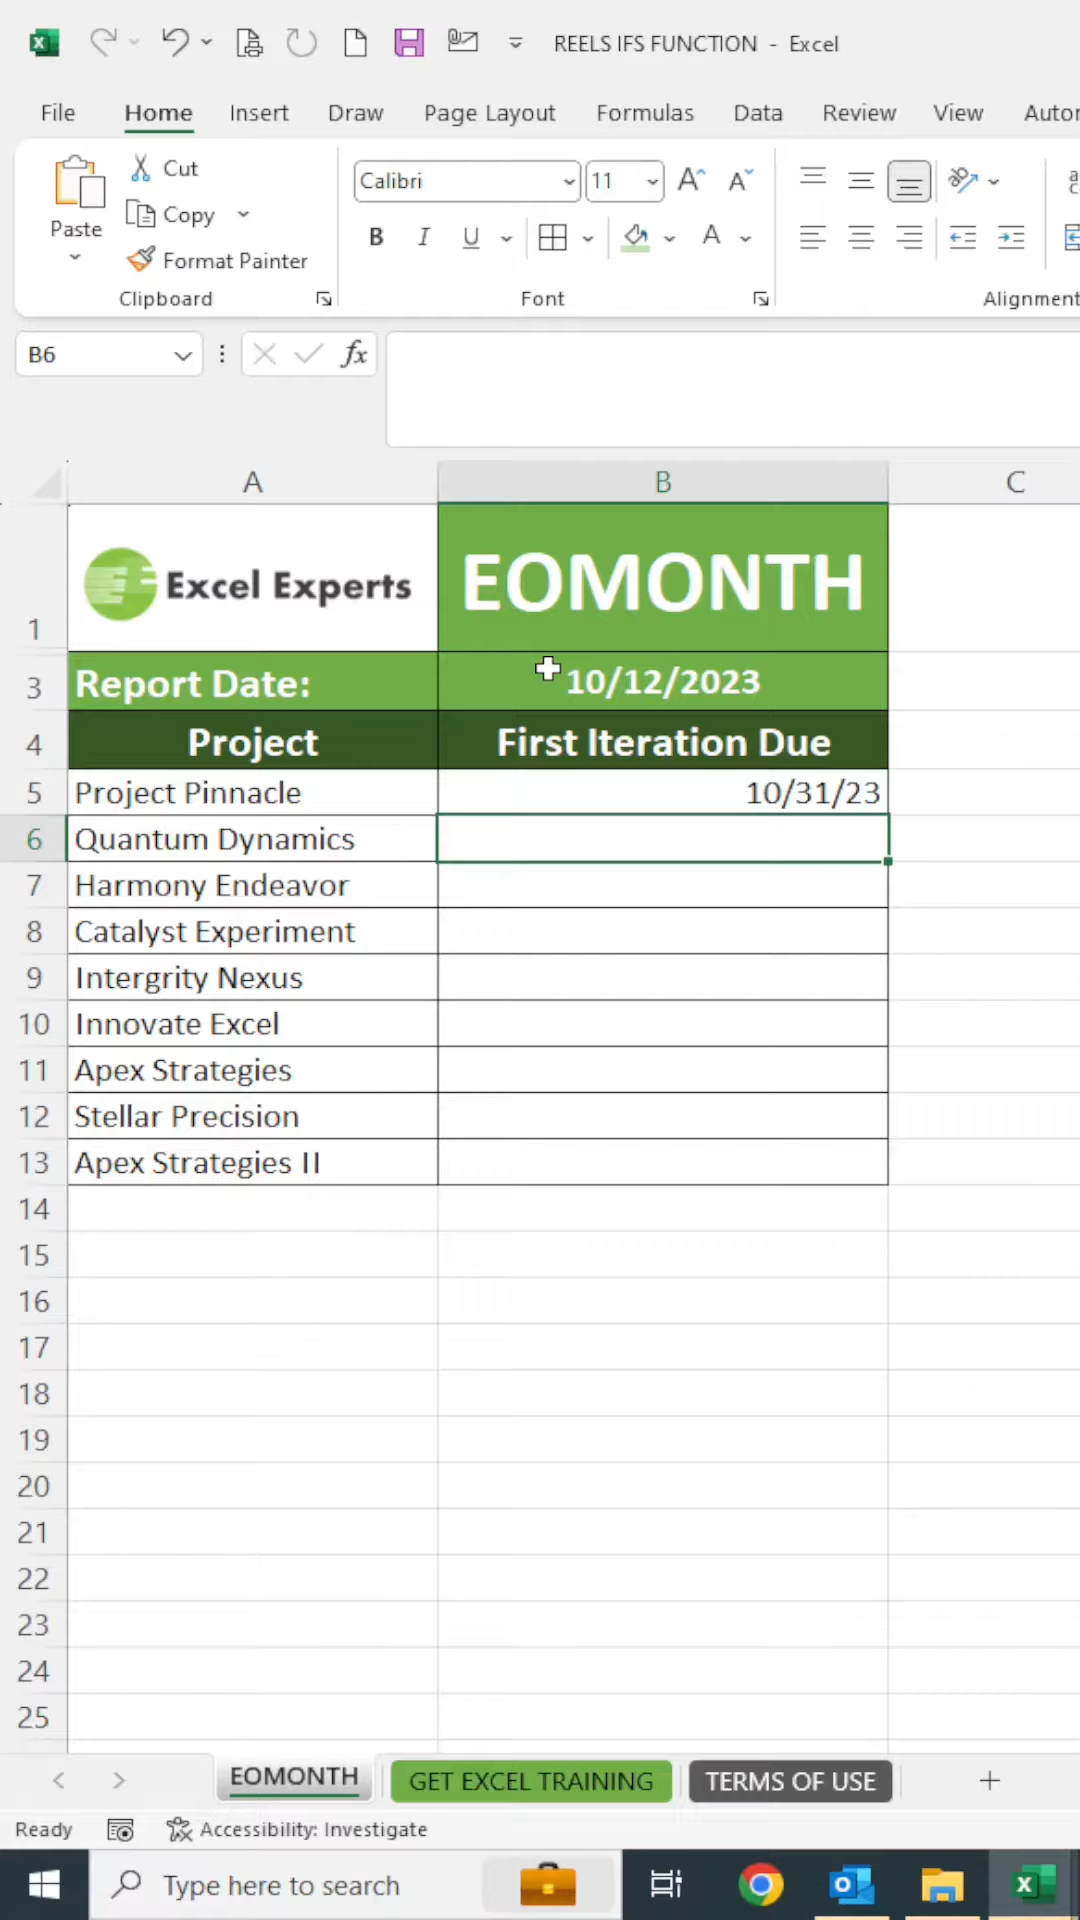 REELS IFS FUNCTION - Excel
File Home Insert Draw Page Layout Formulas Data Review View Autor
Paste
Cut
Copy
Format Painter
Clipboard
Calibri 11
B I U
Font
Alignment
B6
fx
A B C
1 Excel Experts EOMONTH
3 Report Date: 10/12/2023
4 Project First Iteration Due
5 Project Pinnacle 10/31/23
6 Quantum Dynamics
7 Harmony Endeavor
8 Catalyst Experiment
9 Intergrity Nexus
10 Innovate Excel
11 Apex Strategies
12 Stellar Precision
13 Apex Strategies II
14
15
16
17
18
19
20
21
22
23
24
25
EOMONTH GET EXCEL TRAINING TERMS OF USE
Ready Accessibility: Investigate
Type here to search